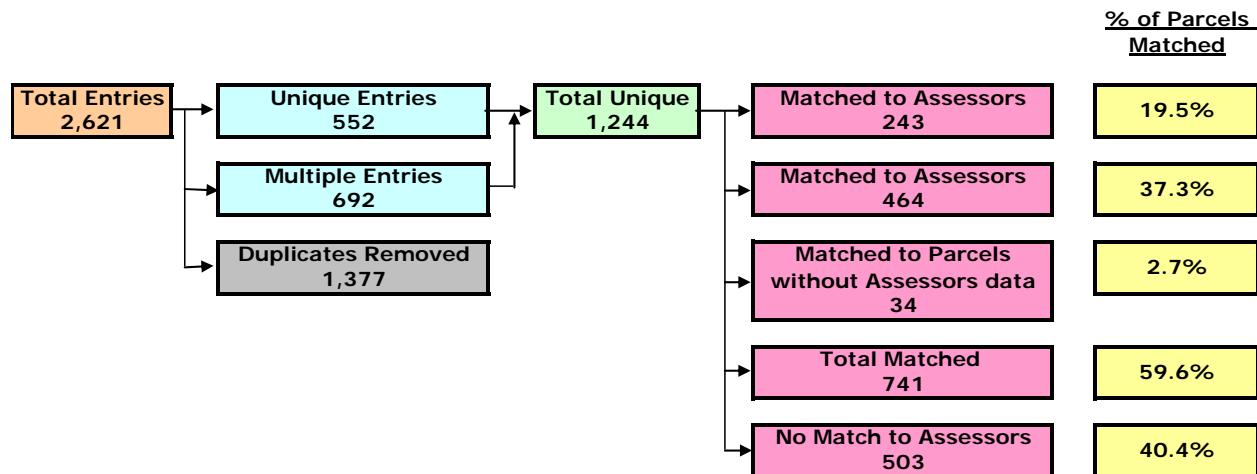 % of Parcels
Matched
Total Entries
2,621
Unique Entries
552
Total Unique
1,244
Matched to Assessors
243
19.5%
Multiple Entries
692
Matched to Assessors
464
37.3%
Duplicates Removed
1,377
Matched to Parcels
without Assessors data
34
2.7%
Total Matched
741
59.6%
No Match to Assessors
503
40.4%